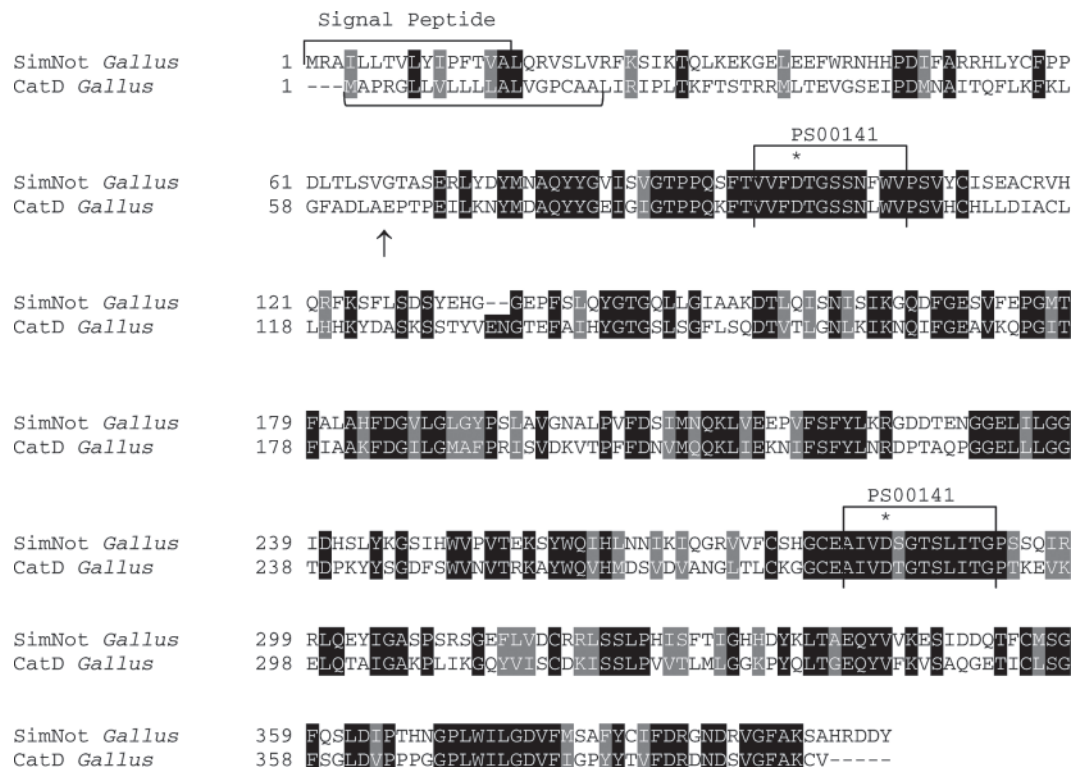 Signal Peptide
SimNot Gallus 1 MRAILLTVLYIPFTVALQRVSLVRFKSIKTQLKEKGELEEFWRNHHPDIFARRHLYCFPP
CatD Gallus 1 ---MAPRGLLVLLLLLALVGPCAALIRIPLTKFTSTRRMLTEVGSEIPDMNAITQFLKFKL
PS00141
*
SimNot Gallus 61 DLTLSVGTASERLYDYMNAQYYGVISVGTPPQSFTVVFDTGSSNFWVPSVYCISEACRVH
CatD Gallus 58 GFADLAEPTPEILKNYMDAQYYGEIGIGTPPQKFTVVFDTGSSNLWVPSVHCHLLDIACL
↑
SimNot Gallus 121 QRFKSFLSDSYEHG--GEPFSLQYGTGQLLGIAAKDTLQISNISIKGQDFGESVFEPGMT
CatD Gallus 118 LHHKYDASKSSTYVENGTEFAIHYGTGSLSGFLSQDTVTLGNLKIKNQIFGEAVKQPGIT
SimNot Gallus 179 FALAHFDGVLGLGYPSLAVGNALPVFDSIMNQKLVEEPVFSFYLKRGDDTENGGELILGG
CatD Gallus 178 FIAAKFDGILGMAFPRISVDKVTPFFDNVMQQKLIEKNIFSFYLNRDPTAQPGGELLLGG
PS00141
*
SimNot Gallus 239 IDHSLYKGSIHWVPVTEKSYWQIHLNNIKIQGRVVFCSHGCEAIVDSGTSLITGPSSQIR
CatD Gallus 238 TDPKYYSGDFSWVNVTRKAYWQVHMDSVDVANGLTLCKGGCEAIVDTGTSLITGPTKEVK
SimNot Gallus 299 RLQEYIGASPSRSGEFLVDCRRLSSLPHISFTIGHHDYKLTAEQYVVKESIDDQTFCMSG
CatD Gallus 298 ELQTAIGAKPLIKGQYVISCDKISSLPVVTLMLGGKPYQLTGEQYVFKVSAQGETICLSG
SimNot Gallus 359 FQSLDIPTHNGPLWILGDVFMSAFYCIFDRGNDRVGFAKSAHRDDY
CatD Gallus 358 FSGLDVPPPGGPLWILGDVFIGPYYTVFDRDNDSVGFAKCV-----